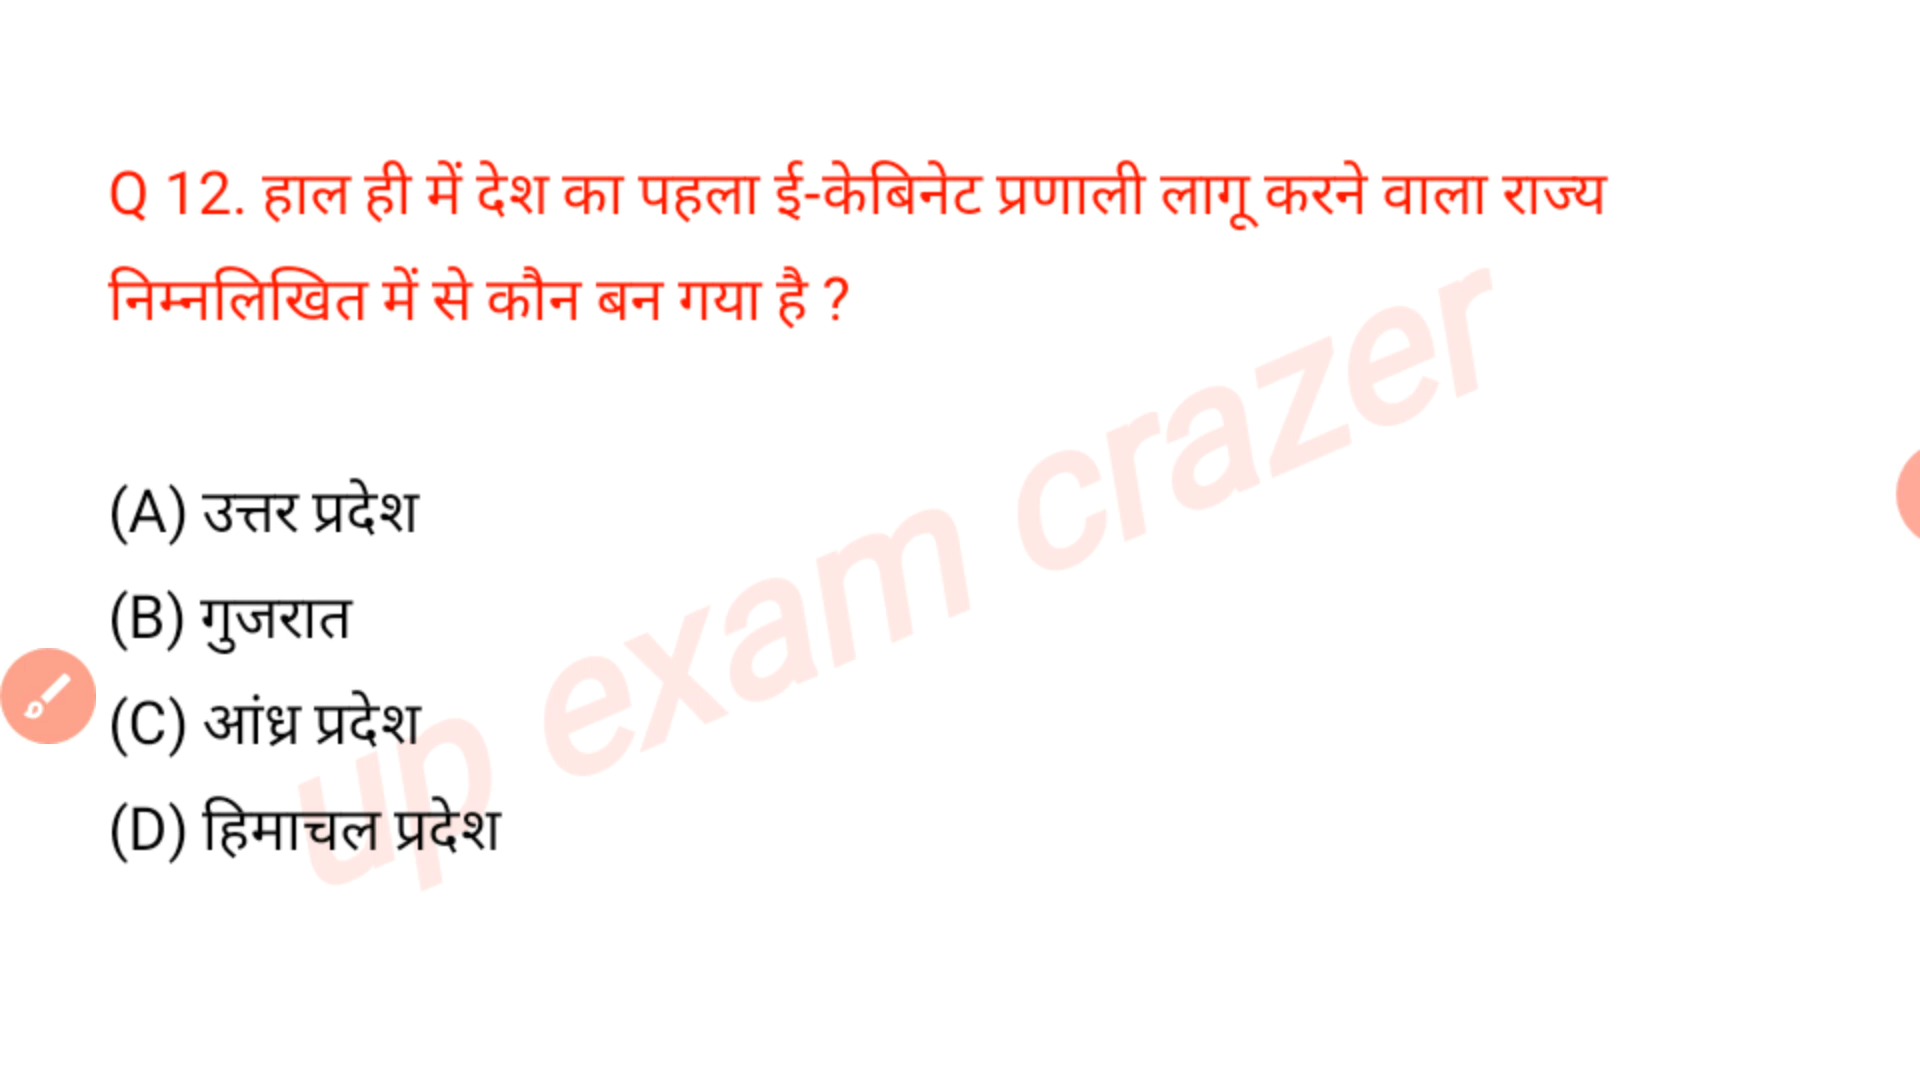 Q 12. हाल ही में देश का पहला ई-केबिनेट प्रणाली लागू करने वाला राज्य
निम्नलिखित में से कौन बन गया है ?
(A) उत्तर प्रदेश
(B) गुजरात
(C) आंध्र प्रदेश
(D) हिमाचल प्रदेश
up exam crazer